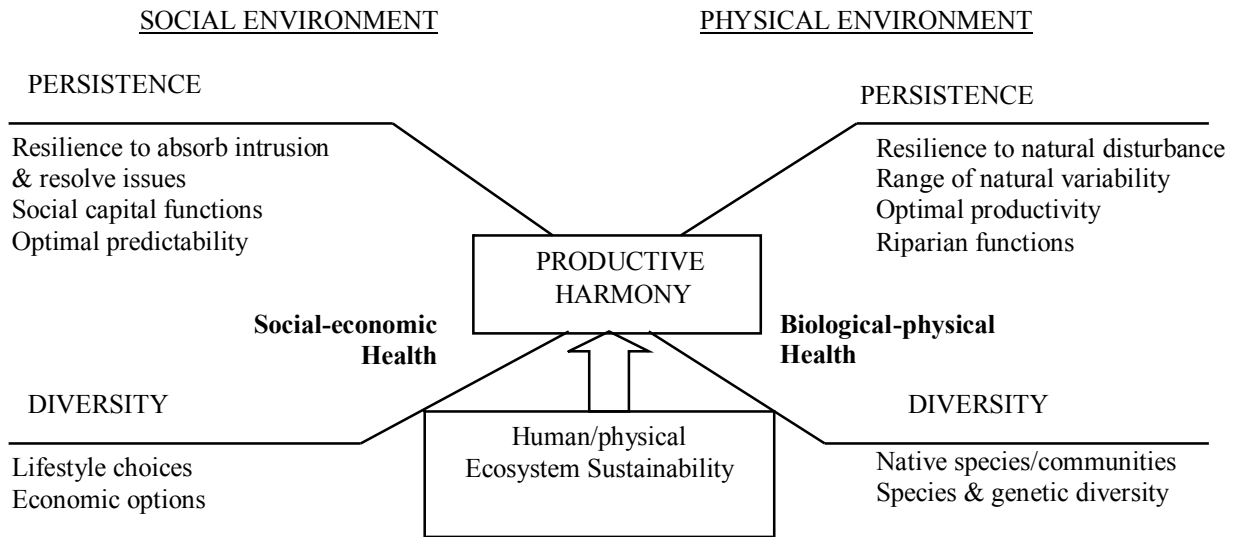 SOCIAL ENVIRONMENT
PHYSICAL ENVIRONMENT
PERSISTENCE
Resilience to absorb intrusion
& resolve issues
Social capital functions
Optimal predictability
PERSISTENCE
Resilience to natural disturbance
Range of natural variability
Optimal productivity
Riparian functions
PRODUCTIVE
HARMONY
Social-economic
Health
Biological-physical
Health
DIVERSITY
Lifestyle choices
Economic options
Human/physical
Ecosystem Sustainability
DIVERSITY
Native species/communities
Species & genetic diversity